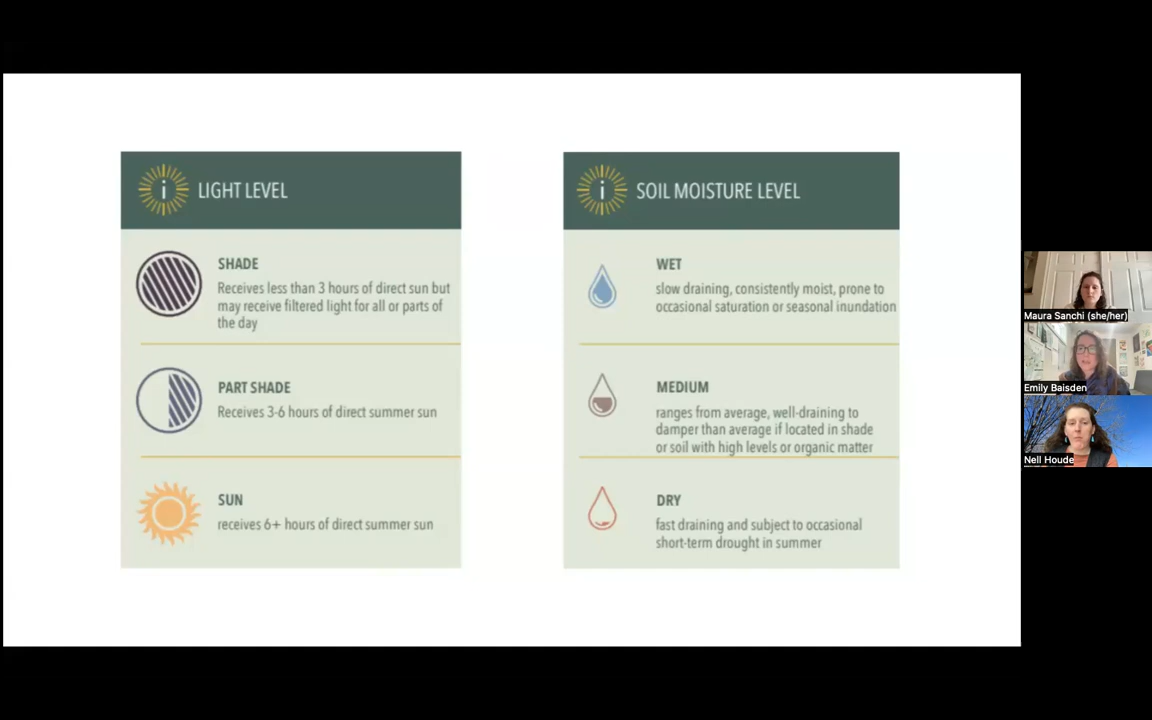 i LIGHT LEVEL
SHADE
Receives less than 3 hours of direct sun but
may receive filtered light for all or parts of
the day
PART SHADE
Receives 3-6 hours of direct summer sun
SUN
receives 6+ hours of direct summer sun
i SOIL MOISTURE LEVEL
WET
slow draining, consistently moist, prone to
occasional saturation or seasonal inundation
MEDIUM
ranges from average, well-draining to
damper than average if located in shade
or soil with high levels or organic matter
DRY
fast draining and subject to occasional
short-term drought in summer
Maura Sanchi (she/her)
Emily Baisden
Nell Houde